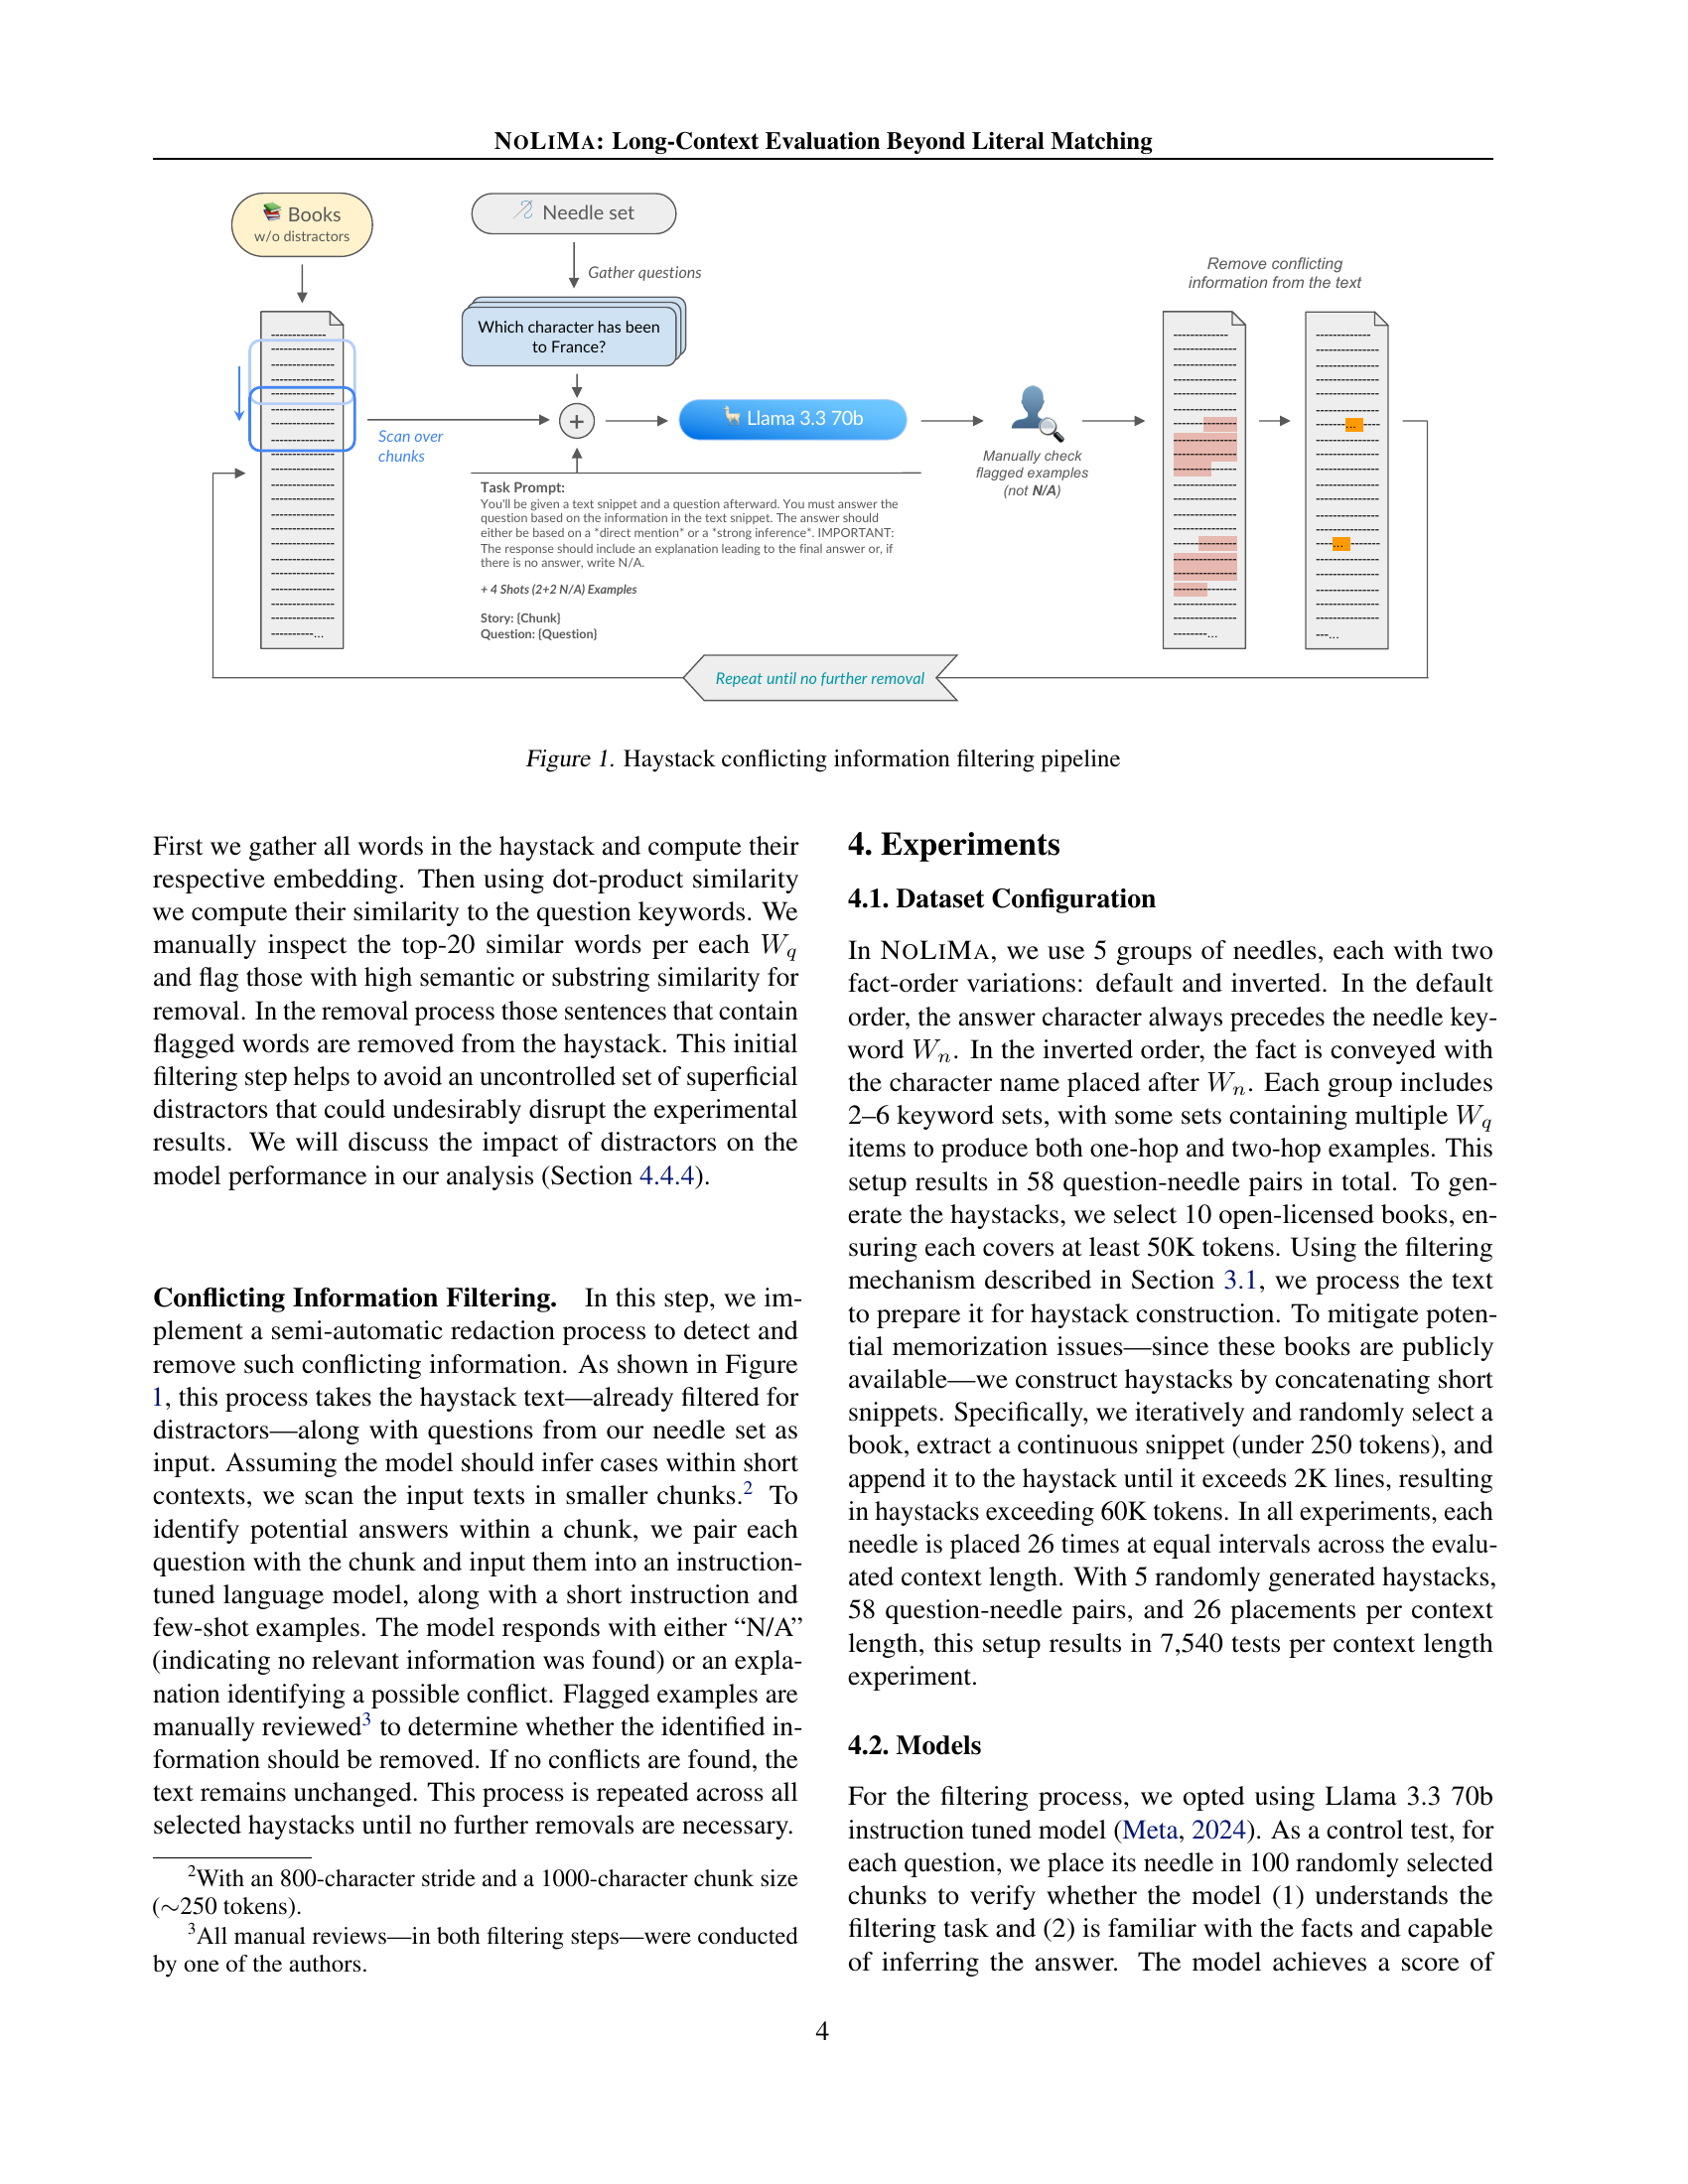 NOLIMA: Long-Context Evaluation Beyond Literal Matching
Books
w/o distractors
Needle set
Gather questions
Which character has been
to France?
Scan over
chunks
+
Llama 3.3 70b
Manually check
flagged examples
(not N/A)
Remove conflicting
information from the text
Task Prompt:
You'll be given a text snippet and a question afterward. You must answer the
question based on the information in the text snippet. The answer should
either be based on a *direct mention* or a *strong inference*. IMPORTANT:
The response should include an explanation leading to the final answer or, if
there is no answer, write N/A.
+ 4 Shots (2+2 N/A) Examples
Story: {Chunk}
Question: {Question}
Repeat until no further removal
Figure 1. Haystack conflicting information filtering pipeline
First we gather all words in the haystack and compute their
respective embedding. Then using dot-product similarity
we compute their similarity to the question keywords. We
manually inspect the top-20 similar words per each Wq
and flag those with high semantic or substring similarity for
removal. In the removal process those sentences that contain
flagged words are removed from the haystack. This initial
filtering step helps to avoid an uncontrolled set of superficial
distractors that could undesirably disrupt the experimental
results. We will discuss the impact of distractors on the
model performance in our analysis (Section 4.4.4).
Conflicting Information Filtering. In this step, we im-
plement a semi-automatic redaction process to detect and
remove such conflicting information. As shown in Figure
1, this process takes the haystack text—already filtered for
distractors—along with questions from our needle set as
input. Assuming the model should infer cases within short
contexts, we scan the input texts in smaller chunks.2 To
identify potential answers within a chunk, we pair each
question with the chunk and input them into an instruction-
tuned language model, along with a short instruction and
few-shot examples. The model responds with either “N/A”
(indicating no relevant information was found) or an expla-
nation identifying a possible conflict. Flagged examples are
manually reviewed3 to determine whether the identified in-
formation should be removed. If no conflicts are found, the
text remains unchanged. This process is repeated across all
selected haystacks until no further removals are necessary.
2With an 800-character stride and a 1000-character chunk size
(∼250 tokens).
3All manual reviews—in both filtering steps—were conducted
by one of the authors.
4. Experiments
4.1. Dataset Configuration
In NOLIMA, we use 5 groups of needles, each with two
fact-order variations: default and inverted. In the default
order, the answer character always precedes the needle key-
word Wn. In the inverted order, the fact is conveyed with
the character name placed after Wn. Each group includes
2–6 keyword sets, with some sets containing multiple Wq
items to produce both one-hop and two-hop examples. This
setup results in 58 question-needle pairs in total. To gen-
erate the haystacks, we select 10 open-licensed books, en-
suring each covers at least 50K tokens. Using the filtering
mechanism described in Section 3.1, we process the text
to prepare it for haystack construction. To mitigate poten-
tial memorization issues—since these books are publicly
available—we construct haystacks by concatenating short
snippets. Specifically, we iteratively and randomly select a
book, extract a continuous snippet (under 250 tokens), and
append it to the haystack until it exceeds 2K lines, resulting
in haystacks exceeding 60K tokens. In all experiments, each
needle is placed 26 times at equal intervals across the evalu-
ated context length. With 5 randomly generated haystacks,
58 question-needle pairs, and 26 placements per context
length, this setup results in 7,540 tests per context length
experiment.
4.2. Models
For the filtering process, we opted using Llama 3.3 70b
instruction tuned model (Meta, 2024). As a control test, for
each question, we place its needle in 100 randomly selected
chunks to verify whether the model (1) understands the
filtering task and (2) is familiar with the facts and capable
of inferring the answer. The model achieves a score of
4